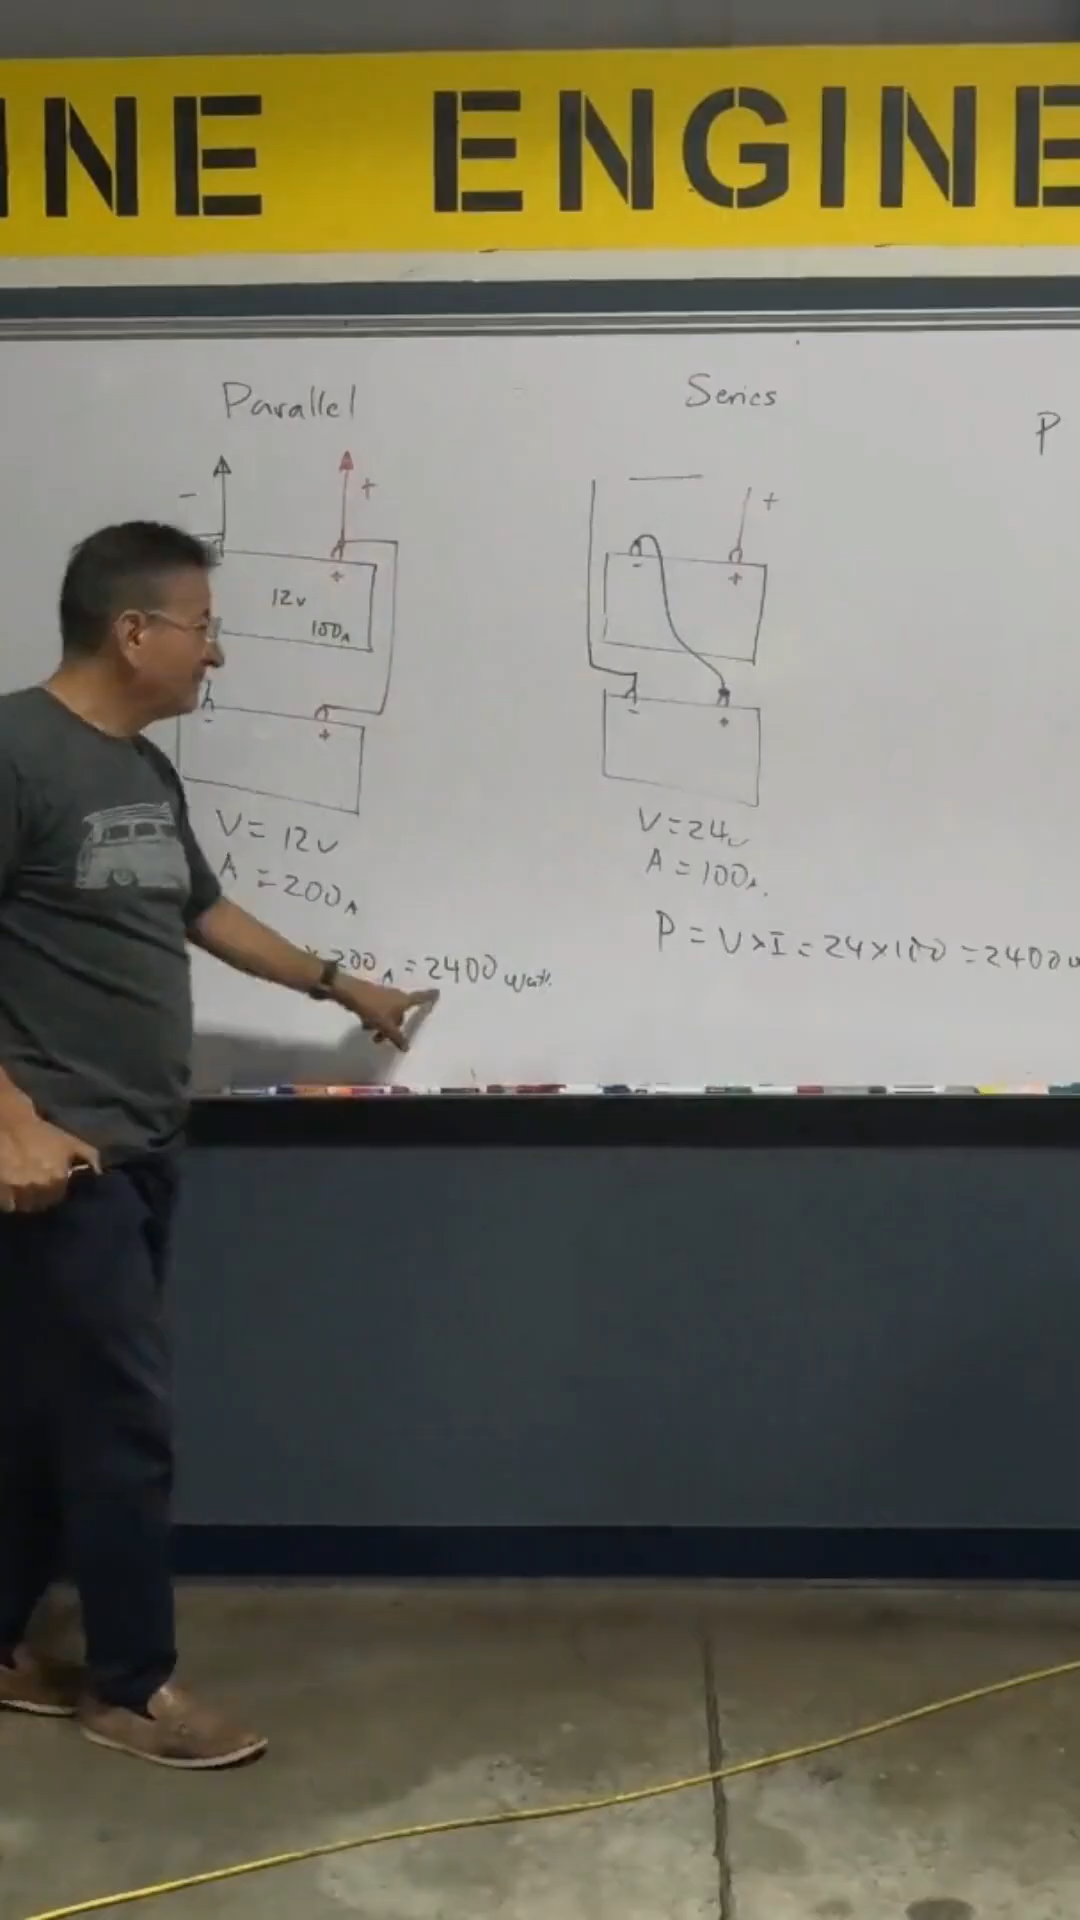 INE ENGINE
Parallel
- +
+
12v
100A
-
+
V = 12v
A = 200A
x 200A = 2400 watt.
Series
+
- +
- +
V = 24v
A = 100A.
P = V x I = 24 x 100 = 2400 w
P